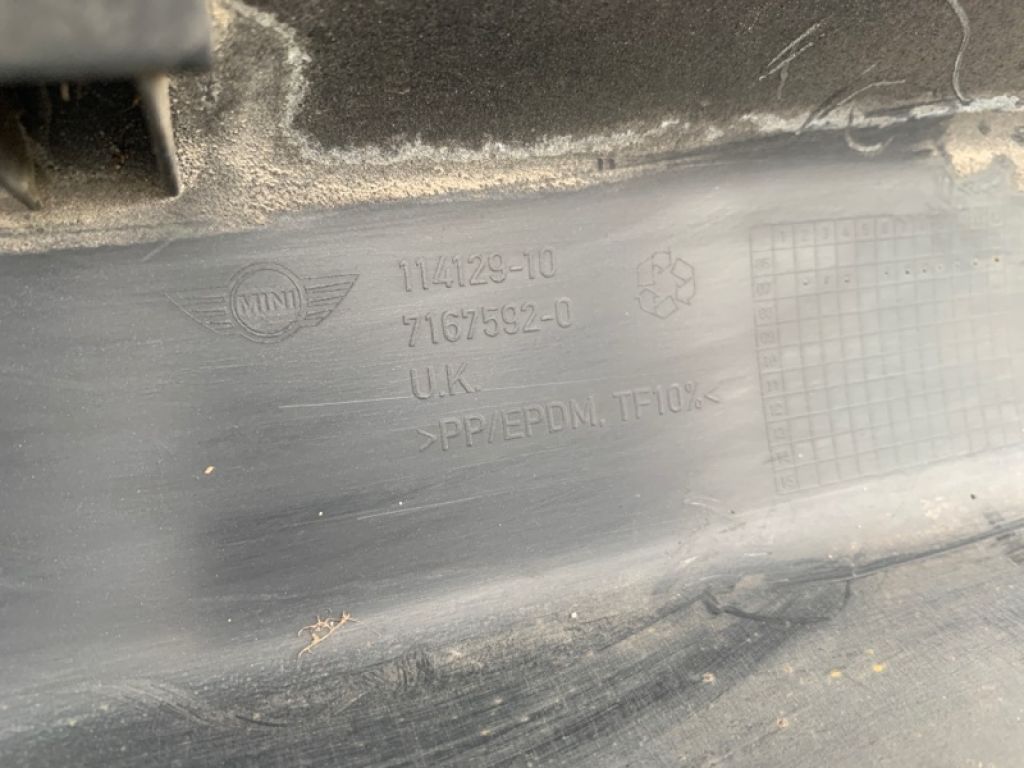 MINI
114129-10
7167592-0
U.K.
>PP/EPDM. TF10%<